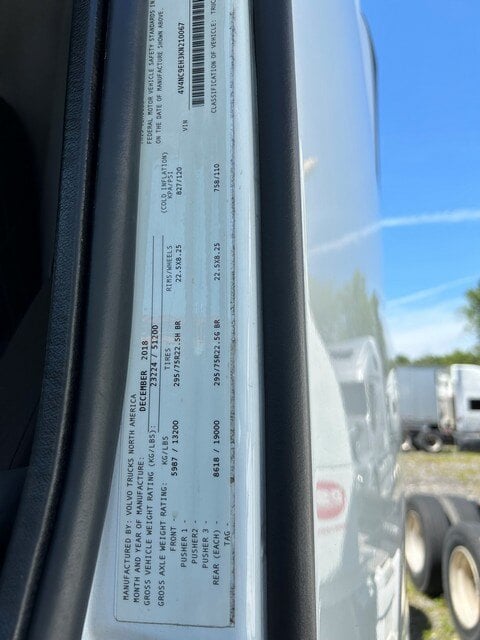 MANUFACTURED BY: VOLVO TRUCKS NORTH AMERICA
MONTH AND YEAR OF MANUFACTURE: DECEMBER 2018
GROSS VEHICLE WEIGHT RATING (KG/LBS): 23224 / 51200
GROSS AXLE WEIGHT RATING: KG/LBS TIRES RIMS/WHEELS (COLD INFLATION) KPA/PSI
FRONT - 5987 / 13200 295/75R22.5H BR 22.5X8.25 827/120
PUSHER 1 -
PUSHER2 -
PUSHER 3 -
REAR (EACH) - 8618 / 19000 295/75R22.5G BR 22.5X8.25 758/110
TAG -
FEDERAL MOTOR VEHICLE SAFETY STANDARDS IN
ON THE DATE OF MANUFACTURE SHOWN ABOVE.
VIN 4V4NC9EH3KN210067
CLASSIFICATION OF VEHICLE: TRUC